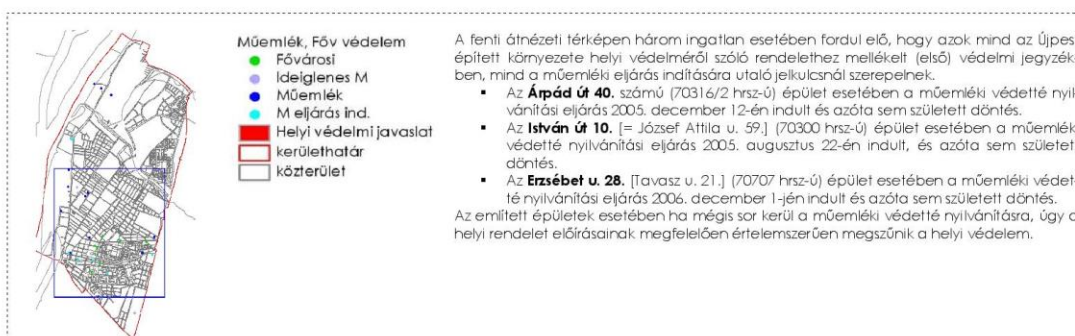 Műemlék, Főv védelem
Fővárosi
Ideiglenes M
Műemlék
M eljárás ind.
Helyi védelmi javaslat
kerülethatár
közterület
A fenti átnézeti térképen három ingatlan esetében fordul elő, hogy azok mind az Újpes
épített környezete helyi védelméről szóló rendelethez mellékelt (első) védelmi jegyzék
ben, mind a műemléki eljárás indítására utaló jelkulcsnál szerepelnek.
▪ Az Árpád út 40. számú (70316/2 hrsz-ú) épület esetében a műemléki védetté nyil
vánítási eljárás 2005. december 12-én indult és azóta sem született döntés.
▪ Az István út 10. [= József Attila u. 59.] (70300 hrsz-ú) épület esetében a műemlék
védetté nyilvánítási eljárás 2005. augusztus 22-én indult, és azóta sem születet
döntés.
▪ Az Erzsébet u. 28. [Tavasz u. 21.] (70707 hrsz-ú) épület esetében a műemléki védet
té nyilvánítási eljárás 2006. december 1-jén indult és azóta sem született döntés.
Az említett épületek esetében ha mégis sor kerül a műemléki védetté nyilvánításra, úgy a
helyi rendelet előírásainak megfelelően értelemszerűen megszűnik a helyi védelem.